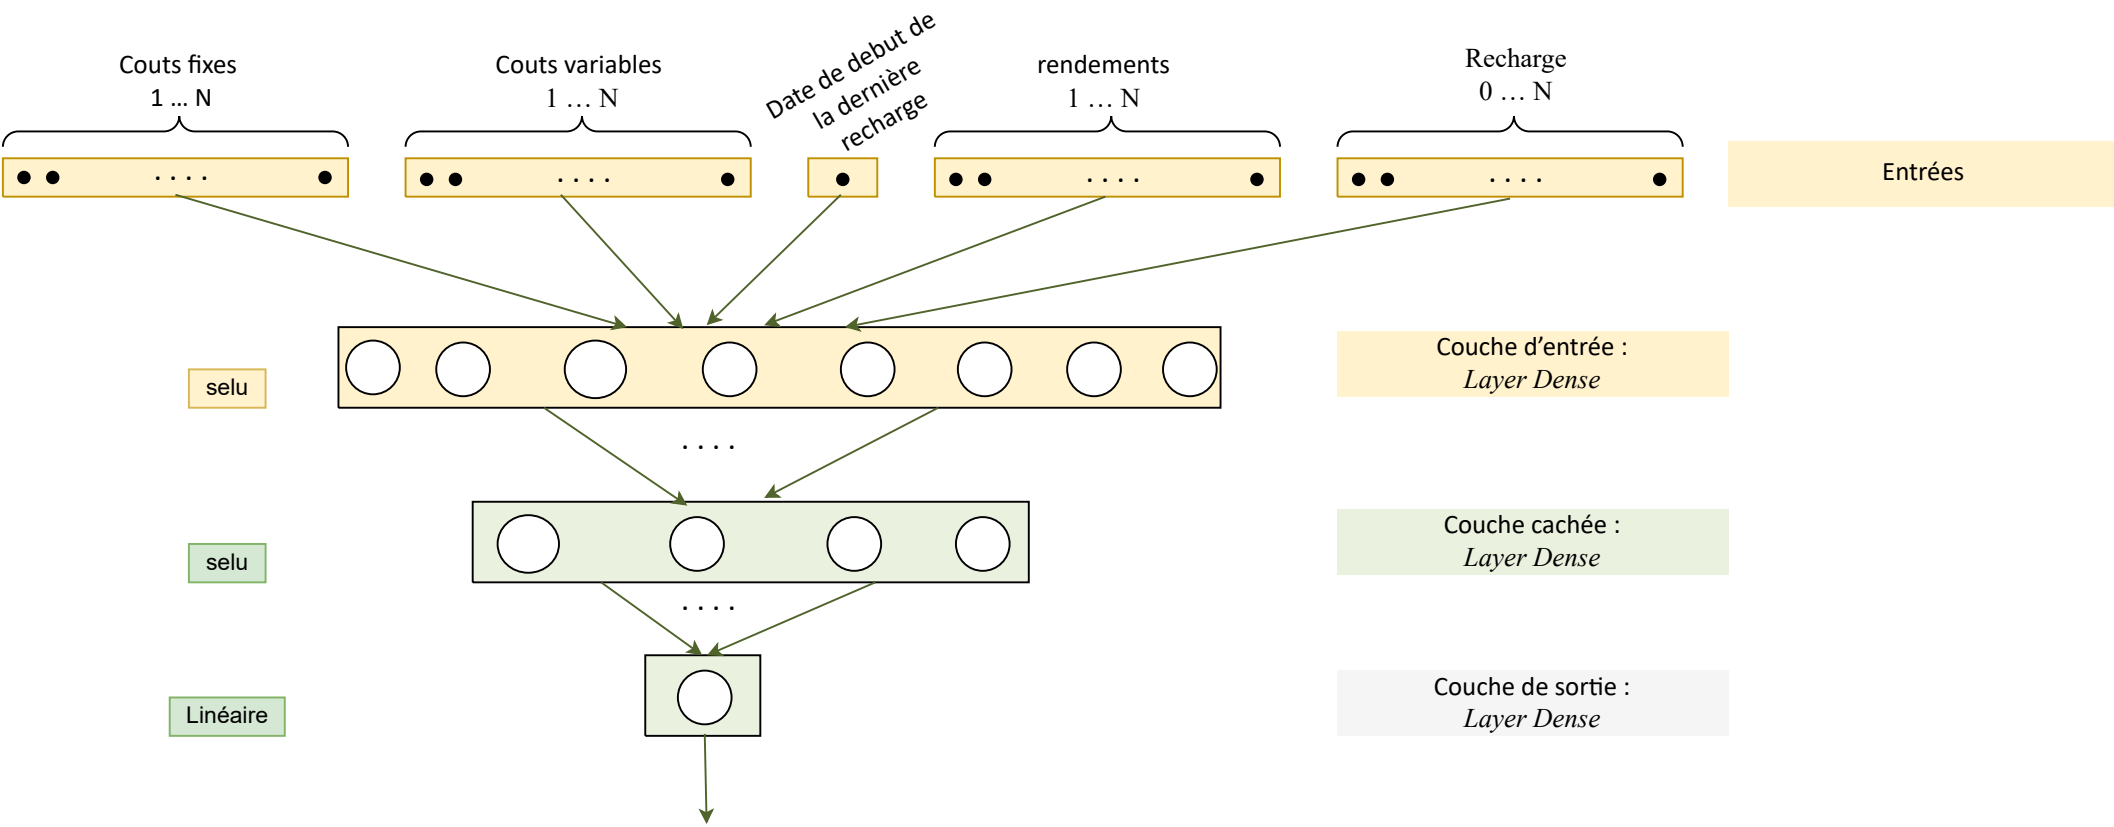 Couts fixes
1 ... N
Couts variables
1 … N
Date de debut de
la dernière
recharge
rendements
1 … N
Recharge
0 … N
. . . .
. . . .
. . . .
. . . .
Entrées
selu
Couche d’entrée :
Layer Dense
. . . .
selu
Couche cachée :
Layer Dense
. . . .
Linéaire
Couche de sortie :
Layer Dense